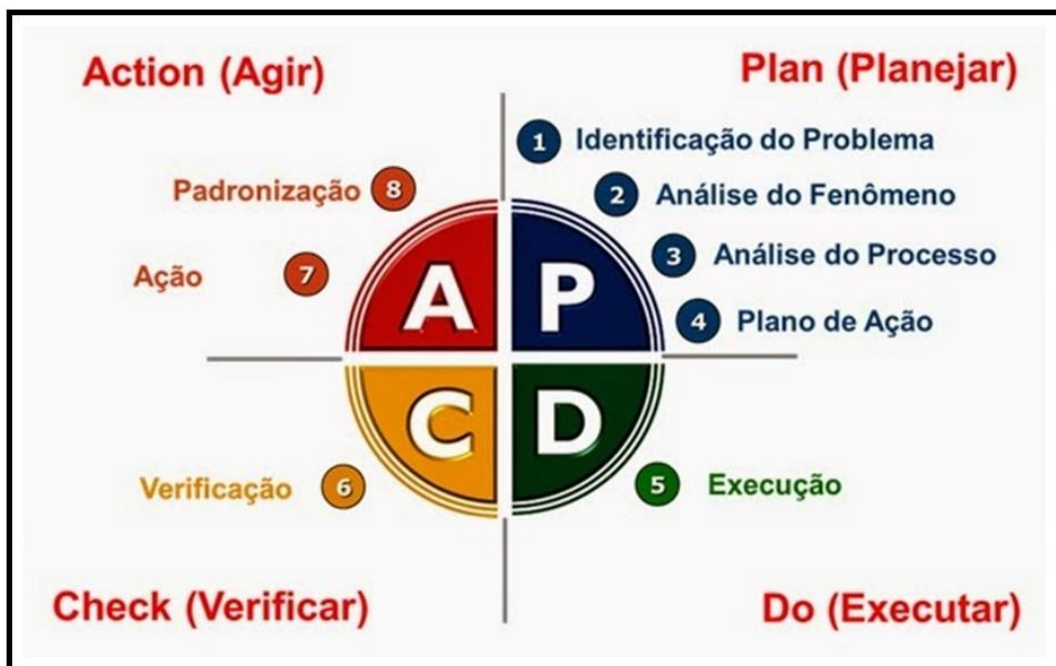 Action (Agir)
Plan (Planejar)
1 Identificação do Problema
2 Análise do Fenômeno
3 Análise do Processo
4 Plano de Ação
Padronização 8
Ação 7
A P
C D
Verificação 6
5 Execução
Check (Verificar)
Do (Executar)